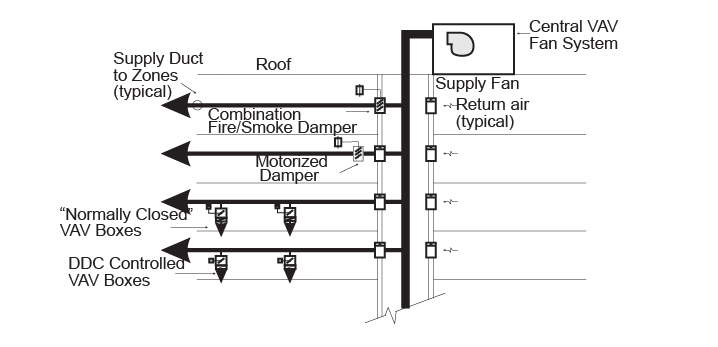 Central VAV
Fan System
Supply Duct
to Zones
(typical)
Roof
Supply Fan
Combination
Fire/Smoke Damper
Return air
(typical)
Motorized
Damper
“Normally Closed”
VAV Boxes
DDC Controlled
VAV Boxes